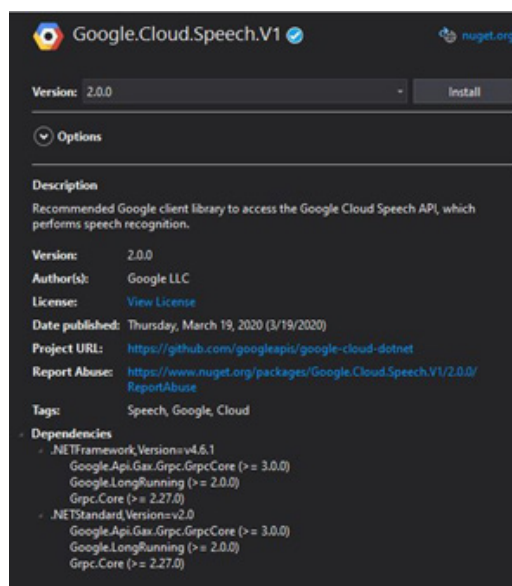 Google.Cloud.Speech.V1
nuget.org
Version: 2.0.0 Install
Options
Description
Recommended Google client library to access the Google Cloud Speech API, which
performs speech recognition.
Version: 2.0.0
Author(s): Google LLC
License: View License
Date published: Thursday, March 19, 2020 (3/19/2020)
Project URL: https://github.com/googleapis/google-cloud-dotnet
Report Abuse: https://www.nuget.org/packages/Google.Cloud.Speech.V1/2.0.0/
ReportAbuse
Tags: Speech, Google, Cloud
Dependencies
.NETFramework,Version=v4.6.1
Google.Api.Gax.Grpc.GrpcCore (>= 3.0.0)
Google.LongRunning (>= 2.0.0)
Grpc.Core (>= 2.27.0)
.NETStandard,Version=v2.0
Google.Api.Gax.Grpc.GrpcCore (>= 3.0.0)
Google.LongRunning (>= 2.0.0)
Grpc.Core (>= 2.27.0)